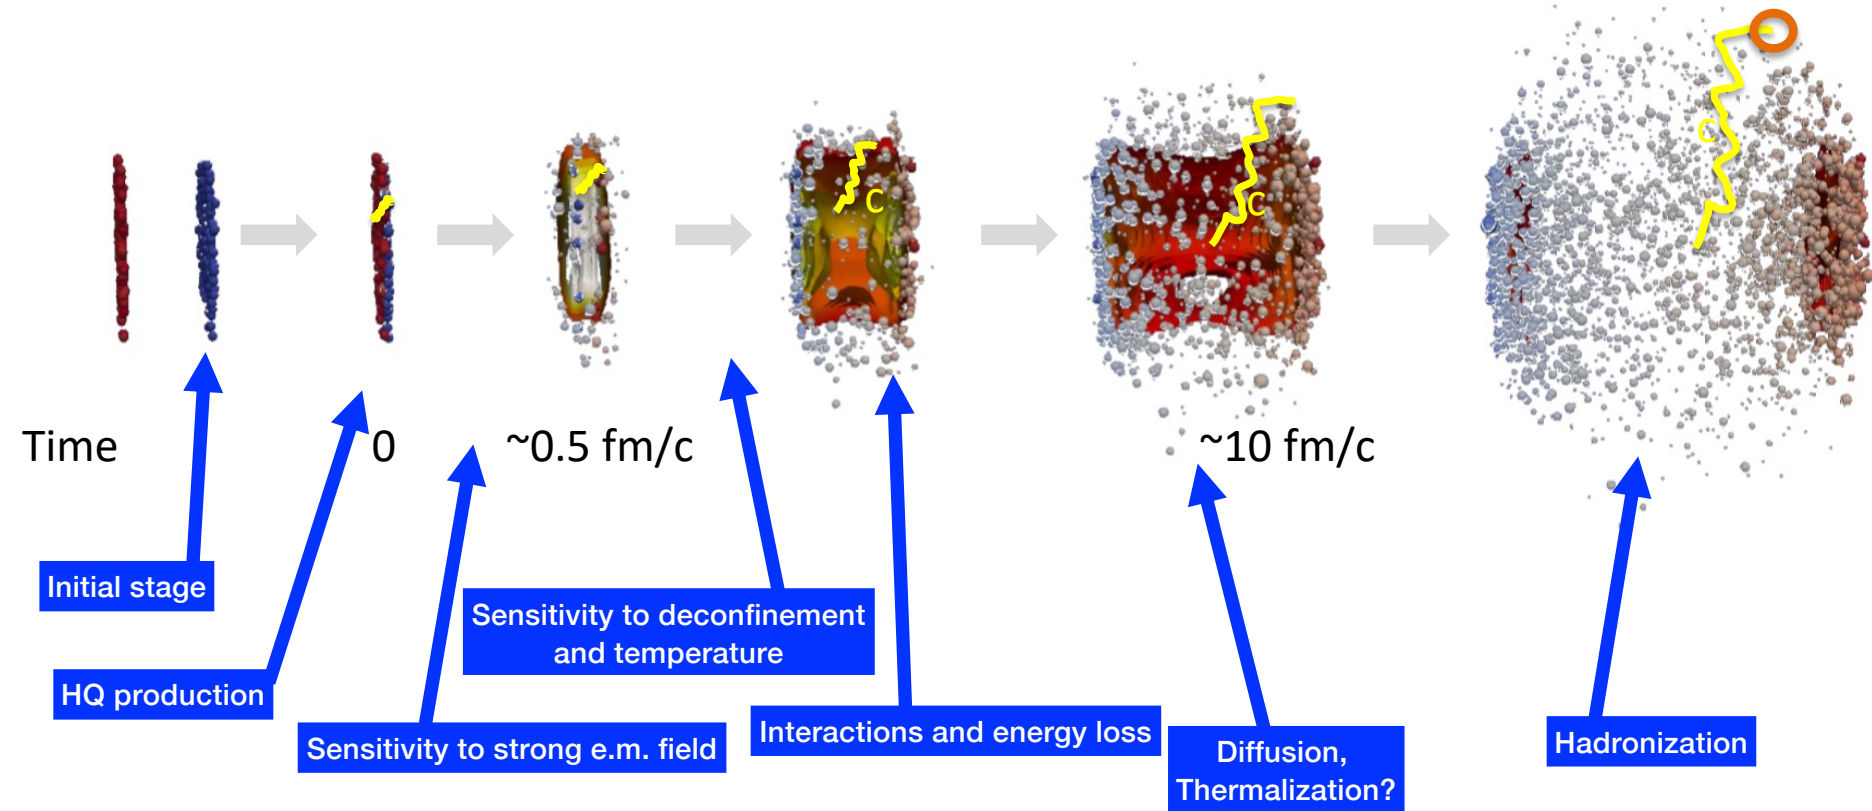 c
c
c
Time
0
~0.5 fm/c
~10 fm/c
Initial stage
Sensitivity to deconfinement
and temperature
HQ production
Sensitivity to strong e.m. field
Interactions and energy loss
Diffusion,
Thermalization?
Hadronization